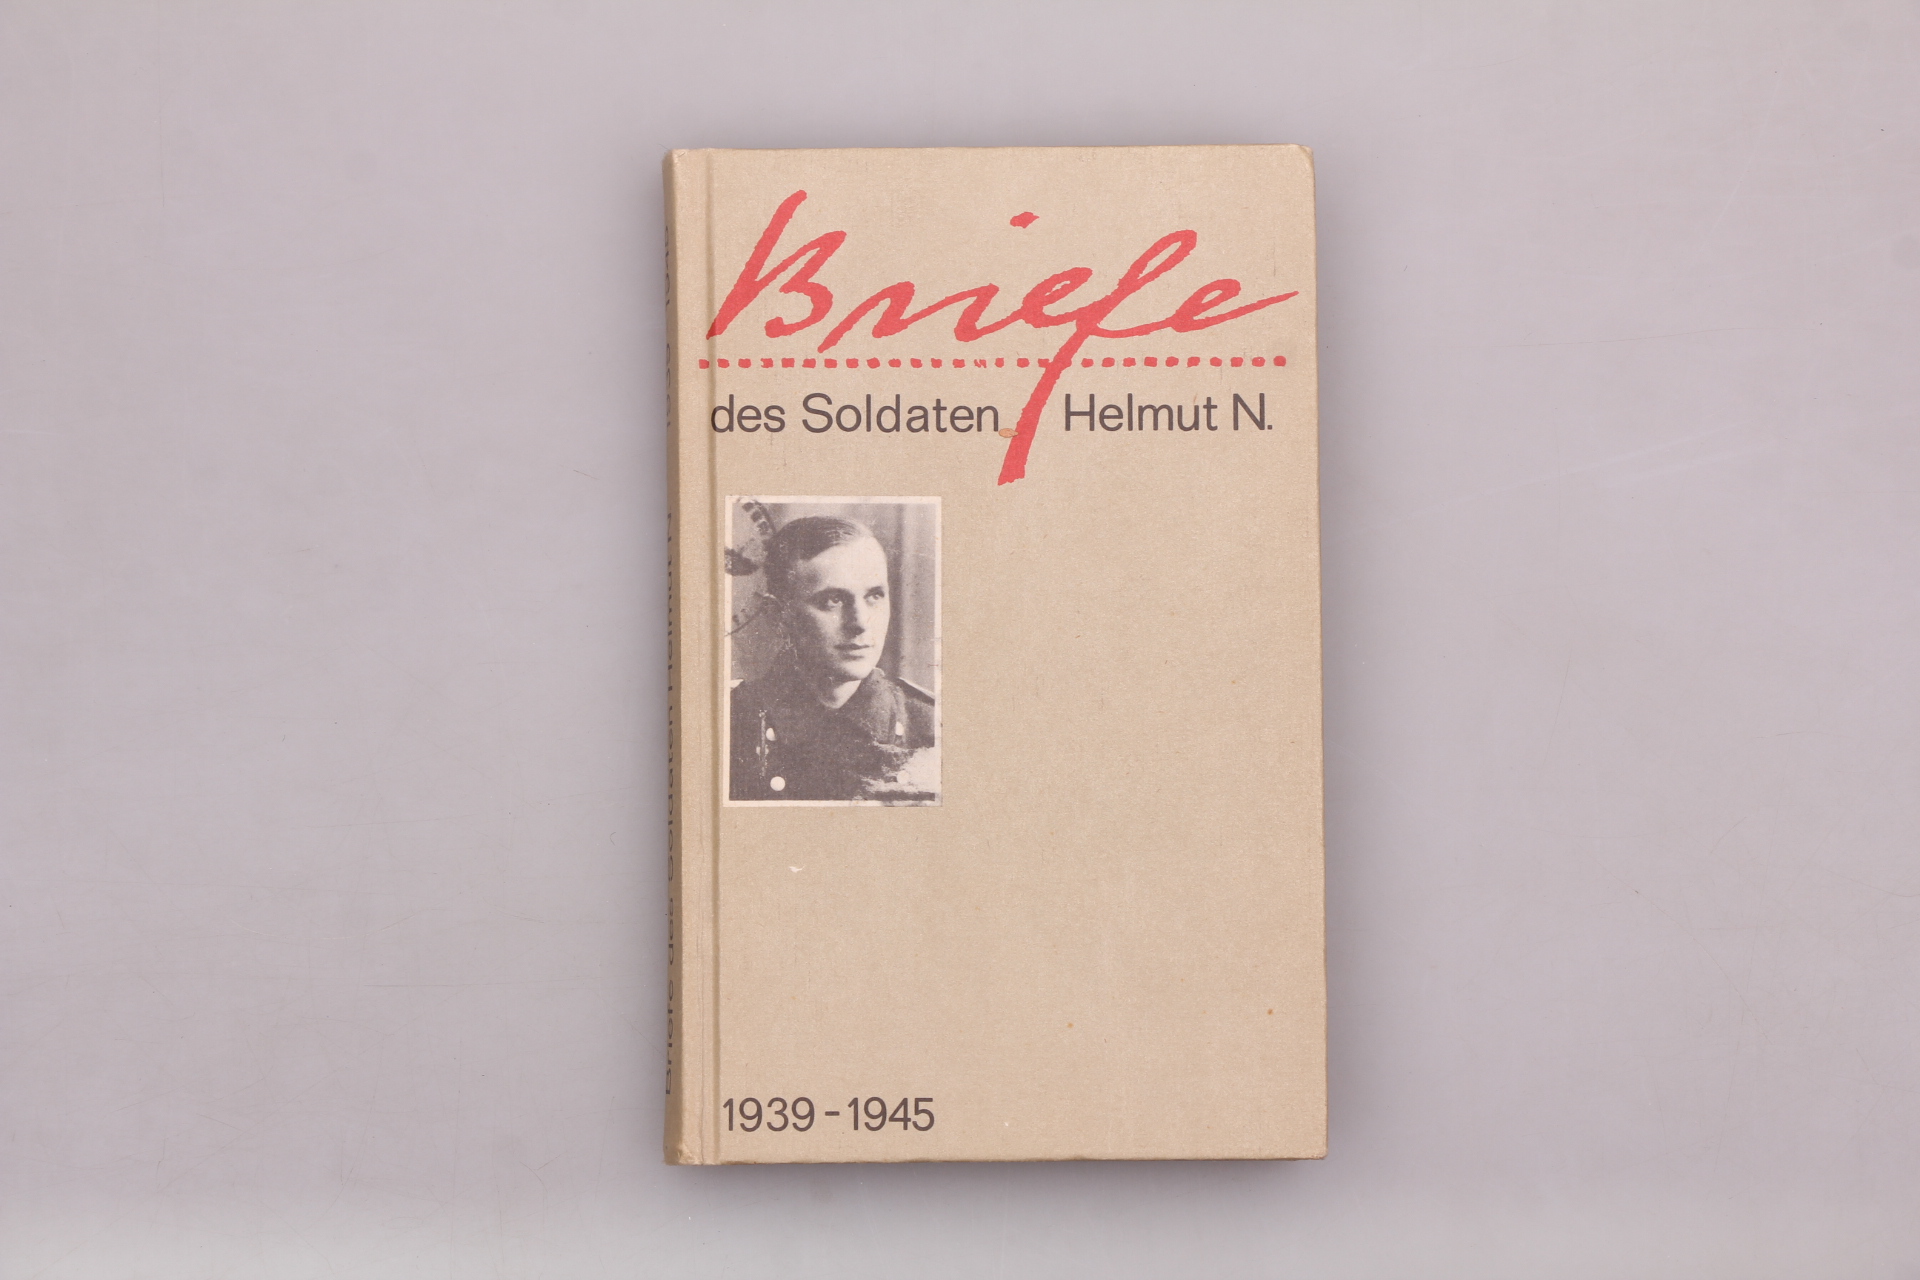 Briefe
des Soldaten Helmut N.
1939-1945
Briefe des Soldaten Helmut N. 1939-1945